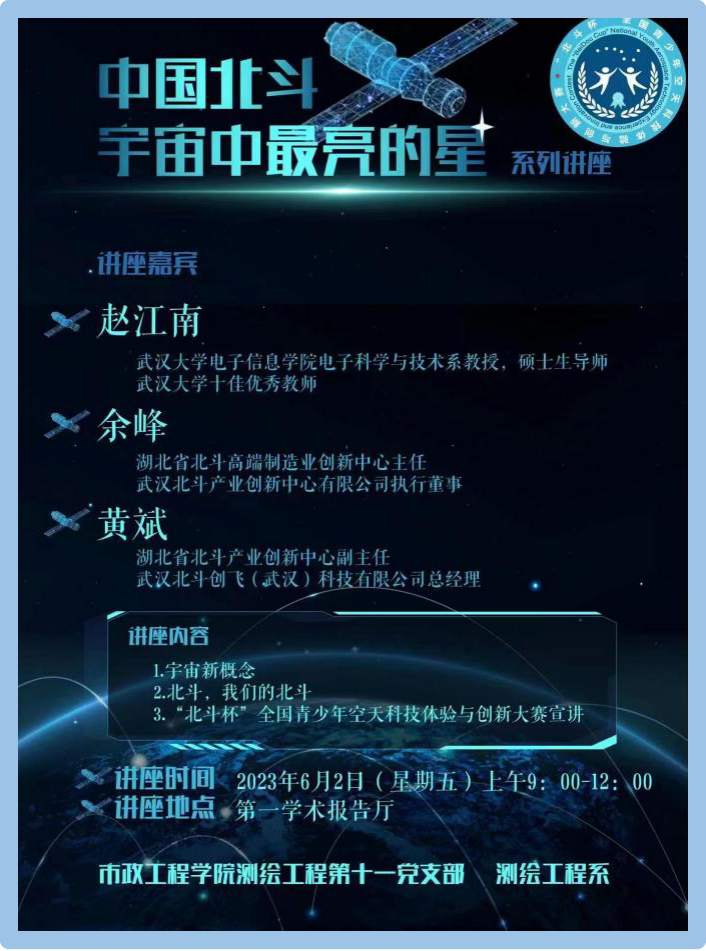 中国北斗
宇宙中最亮的星 系列讲座
"北斗杯"全国青少年空天科技体验与创新大赛
The "BeiDou Cup" National Youth Aerospace Technology Experience and Innovation Contest
讲座嘉宾
赵江南
武汉大学电子信息学院电子科学与技术系教授，硕士生导师
武汉大学十佳优秀教师
余峰
湖北省北斗高端制造业创新中心主任
武汉北斗产业创新中心有限公司执行董事
黄斌
湖北省北斗产业创新中心副主任
武汉北斗创飞（武汉）科技有限公司总经理
讲座内容
1.宇宙新概念
2.北斗，我们的北斗
3.“北斗杯”全国青少年空天科技体验与创新大赛宣讲
讲座时间 2023年6月2日（星期五）上午9：00-12：00
讲座地点 第一学术报告厅
市政工程学院测绘工程第十一党支部 测绘工程系